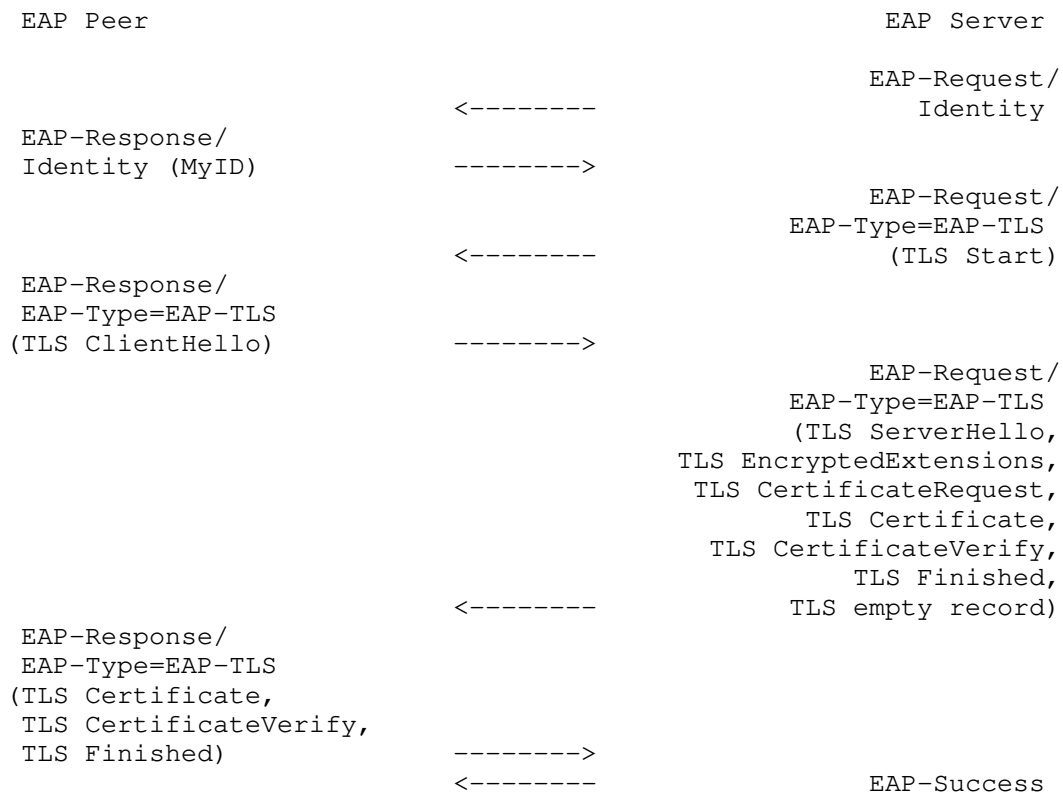 EAP Peer                                              EAP Server
EAP-Request/
<--------                   Identity
EAP-Response/
Identity (MyID)             -------->
EAP-Request/
EAP-Type=EAP-TLS
<--------                 (TLS Start)
EAP-Response/
EAP-Type=EAP-TLS
(TLS ClientHello)           -------->
EAP-Request/
EAP-Type=EAP-TLS
(TLS ServerHello,
TLS EncryptedExtensions,
TLS CertificateRequest,
TLS Certificate,
TLS CertificateVerify,
TLS Finished,
<--------           TLS empty record)
EAP-Response/
EAP-Type=EAP-TLS
(TLS Certificate,
TLS CertificateVerify,
TLS Finished)               -------->
<--------           EAP-Success